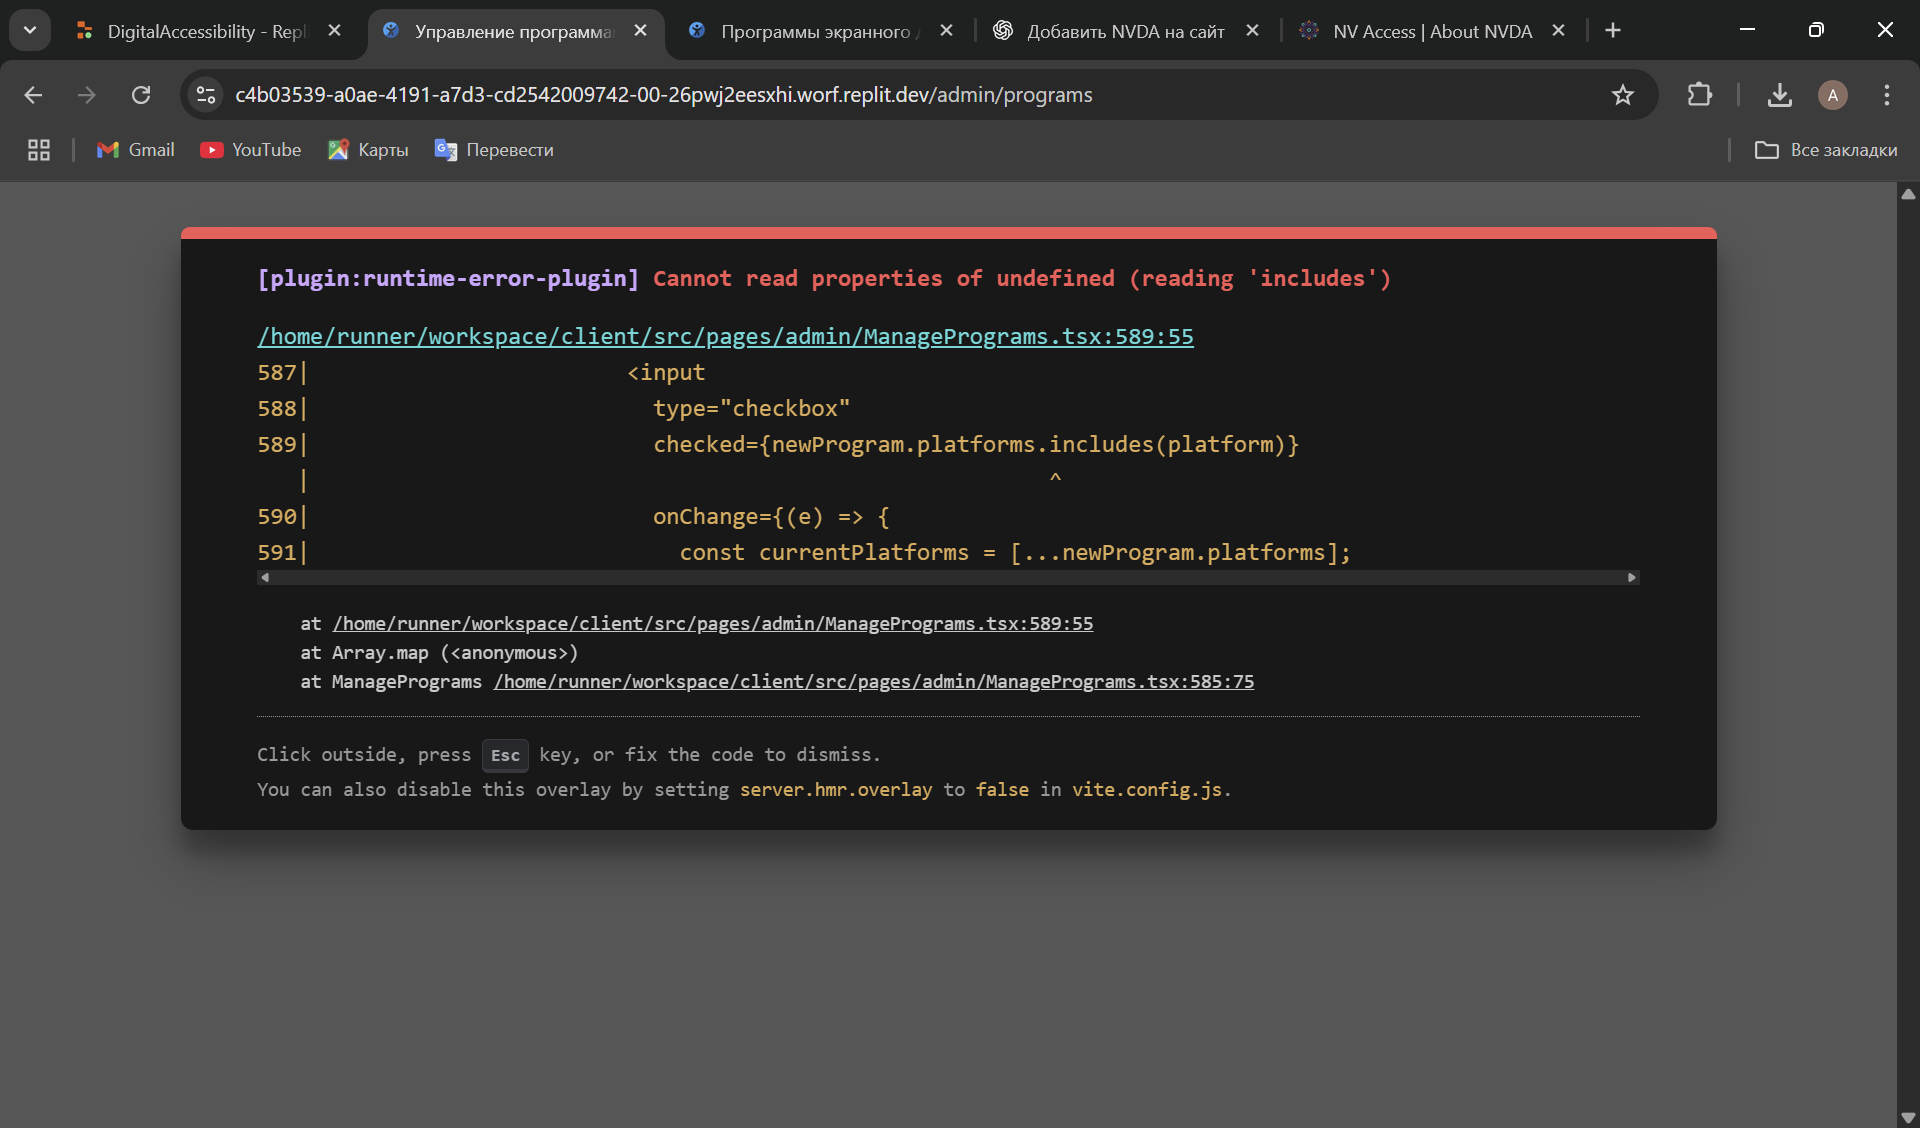 DigitalAccessibility - Repl
Управление программа
Программы экранного
Добавить NVDA на сайт
NV Access | About NVDA
c4b03539-a0ae-4191-a7d3-cd2542009742-00-26pwj2eesxhi.worf.replit.dev/admin/programs
A
Gmail
YouTube
Карты
Перевести
Все закладки
[plugin:runtime-error-plugin] Cannot read properties of undefined (reading 'includes')
/home/runner/workspace/client/src/pages/admin/ManagePrograms.tsx:589:55
587| <input
588| type="checkbox"
589| checked={newProgram.platforms.includes(platform)}
| ^
590| onChange={(e) => {
591| const currentPlatforms = [...newProgram.platforms];
at /home/runner/workspace/client/src/pages/admin/ManagePrograms.tsx:589:55
at Array.map (<anonymous>)
at ManagePrograms /home/runner/workspace/client/src/pages/admin/ManagePrograms.tsx:585:75
Click outside, press Esc key, or fix the code to dismiss.
You can also disable this overlay by setting server.hmr.overlay to false in vite.config.js.